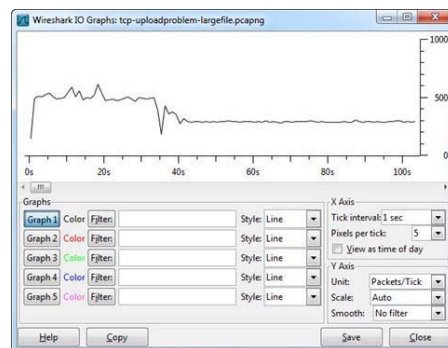 Wireshark IO Graphs: tcp-uploadproblem-largefile.pcapng
1000
500
0
0s 20s 40s 60s 80s 100s
Graphs
Graph 1 Color Filter: Style: Line
Graph 2 Color Filter: Style: Line
Graph 3 Color Filter: Style: Line
Graph 4 Color Filter: Style: Line
Graph 5 Color Filter: Style: Line
X Axis
Tick interval: 1 sec
Pixels per tick: 5
View as time of day
Y Axis
Unit: Packets/Tick
Scale: Auto
Smooth: No filter
Help Copy Save Close